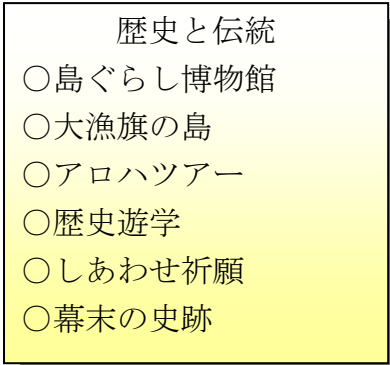 歴史と伝統
○島ぐらし博物館
○大漁旗の島
○アロハツアー
○歴史遊学
○しあわせ祈願
○幕末の史跡